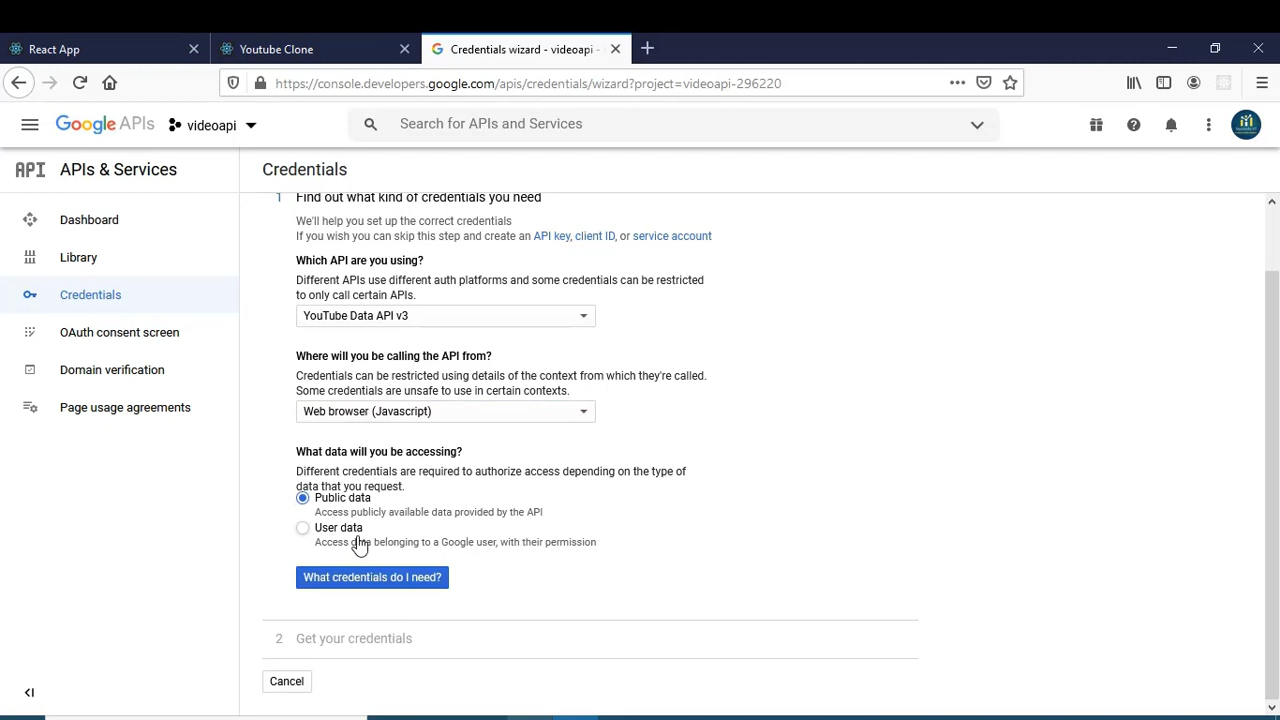 React App
Youtube Clone
Credentials wizard - videoapi -
https://console.developers.google.com/apis/credentials/wizard?project=videoapi-296220
Google APIs
videoapi
Search for APIs and Services
API APIs & Services
Credentials
Dashboard
Library
Credentials
OAuth consent screen
Domain verification
Page usage agreements
1 Find out what kind of credentials you need
We'll help you set up the correct credentials
If you wish you can skip this step and create an API key, client ID, or service account
Which API are you using?
Different APIs use different auth platforms and some credentials can be restricted
to only call certain APIs.
YouTube Data API v3
Where will you be calling the API from?
Credentials can be restricted using details of the context from which they're called.
Some credentials are unsafe to use in certain contexts.
Web browser (Javascript)
What data will you be accessing?
Different credentials are required to authorize access depending on the type of
data that you request.
Public data
Access publicly available data provided by the API
User data
Access data belonging to a Google user, with their permission
What credentials do I need?
2 Get your credentials
Cancel